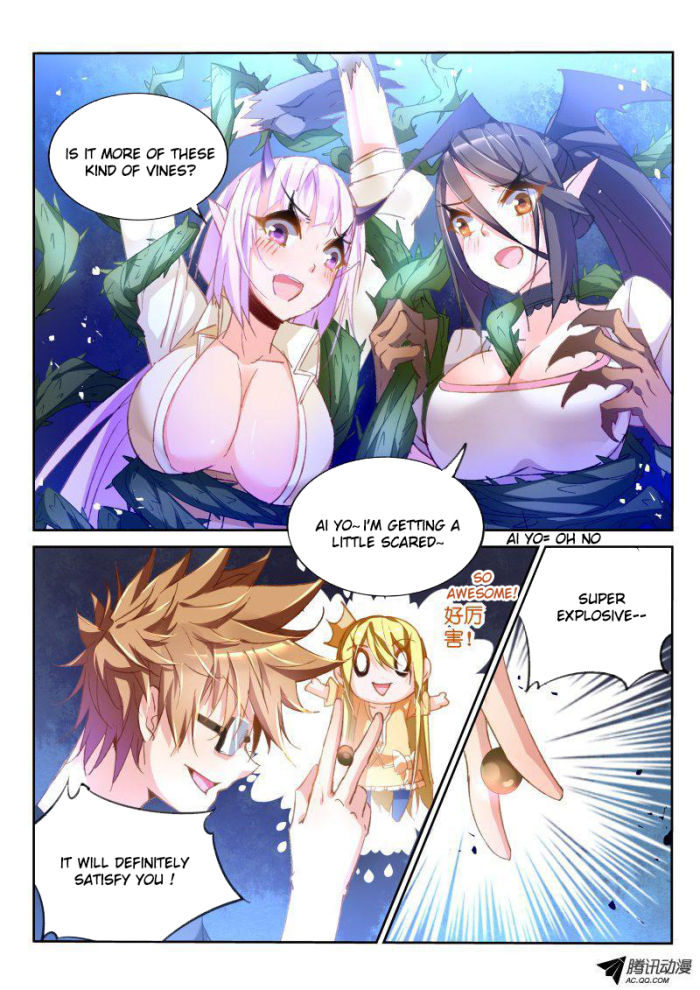 IS IT MORE OF THESE
KIND OF VINES?
AI YO~I'M GETTING A
LITTLE SCARED~
AI YO= OH NO
SO
AWESOME!
好厉
害!
SUPER
EXPLOSIVE--
IT WILL DEFINITELY
SATISFY YOU !
腾讯动漫
AC.QQ.COM